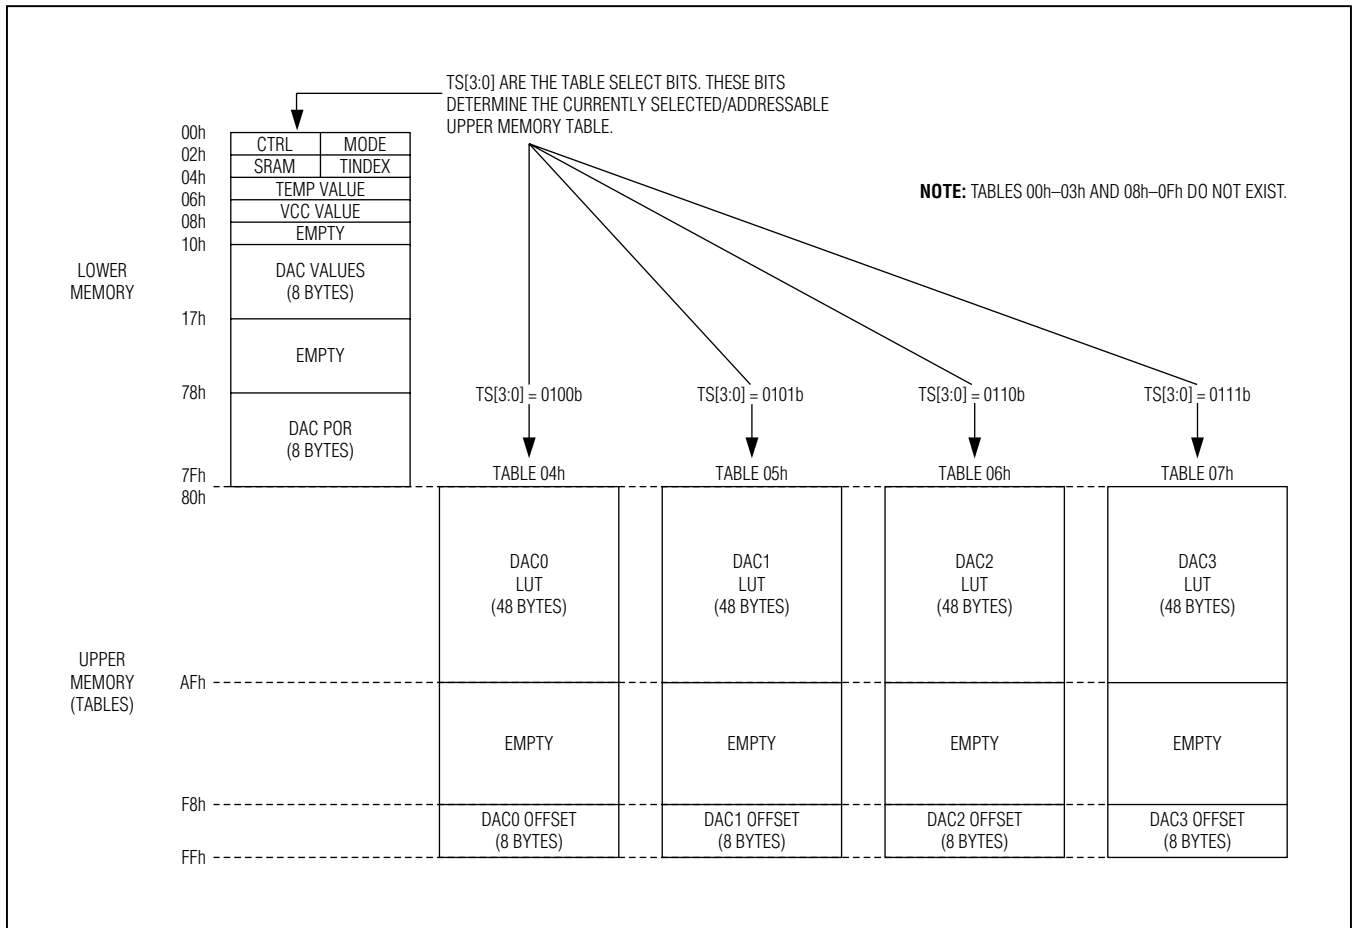 TS[3:0] ARE THE TABLE SELECT BITS. THESE BITS
DETERMINE THE CURRENTLY SELECTED/ADDRESSABLE
UPPER MEMORY TABLE.
00h
CTRL MODE
02h
SRAM TINDEX
04h
TEMP VALUE
06h
VCC VALUE
08h
EMPTY
10h
NOTE: TABLES 00h–03h AND 08h–0Fh DO NOT EXIST.
LOWER
MEMORY
DAC VALUES
(8 BYTES)
17h
EMPTY
78h
DAC POR
(8 BYTES)
7Fh
80h
TS[3:0] = 0100b TS[3:0] = 0101b TS[3:0] = 0110b TS[3:0] = 0111b
TABLE 04h TABLE 05h TABLE 06h TABLE 07h
DAC0 DAC1 DAC2 DAC3
LUT LUT LUT LUT
(48 BYTES) (48 BYTES) (48 BYTES) (48 BYTES)
UPPER
MEMORY
(TABLES)
AFh
EMPTY EMPTY EMPTY EMPTY
F8h
DAC0 OFFSET DAC1 OFFSET DAC2 OFFSET DAC3 OFFSET
(8 BYTES) (8 BYTES) (8 BYTES) (8 BYTES)
FFh